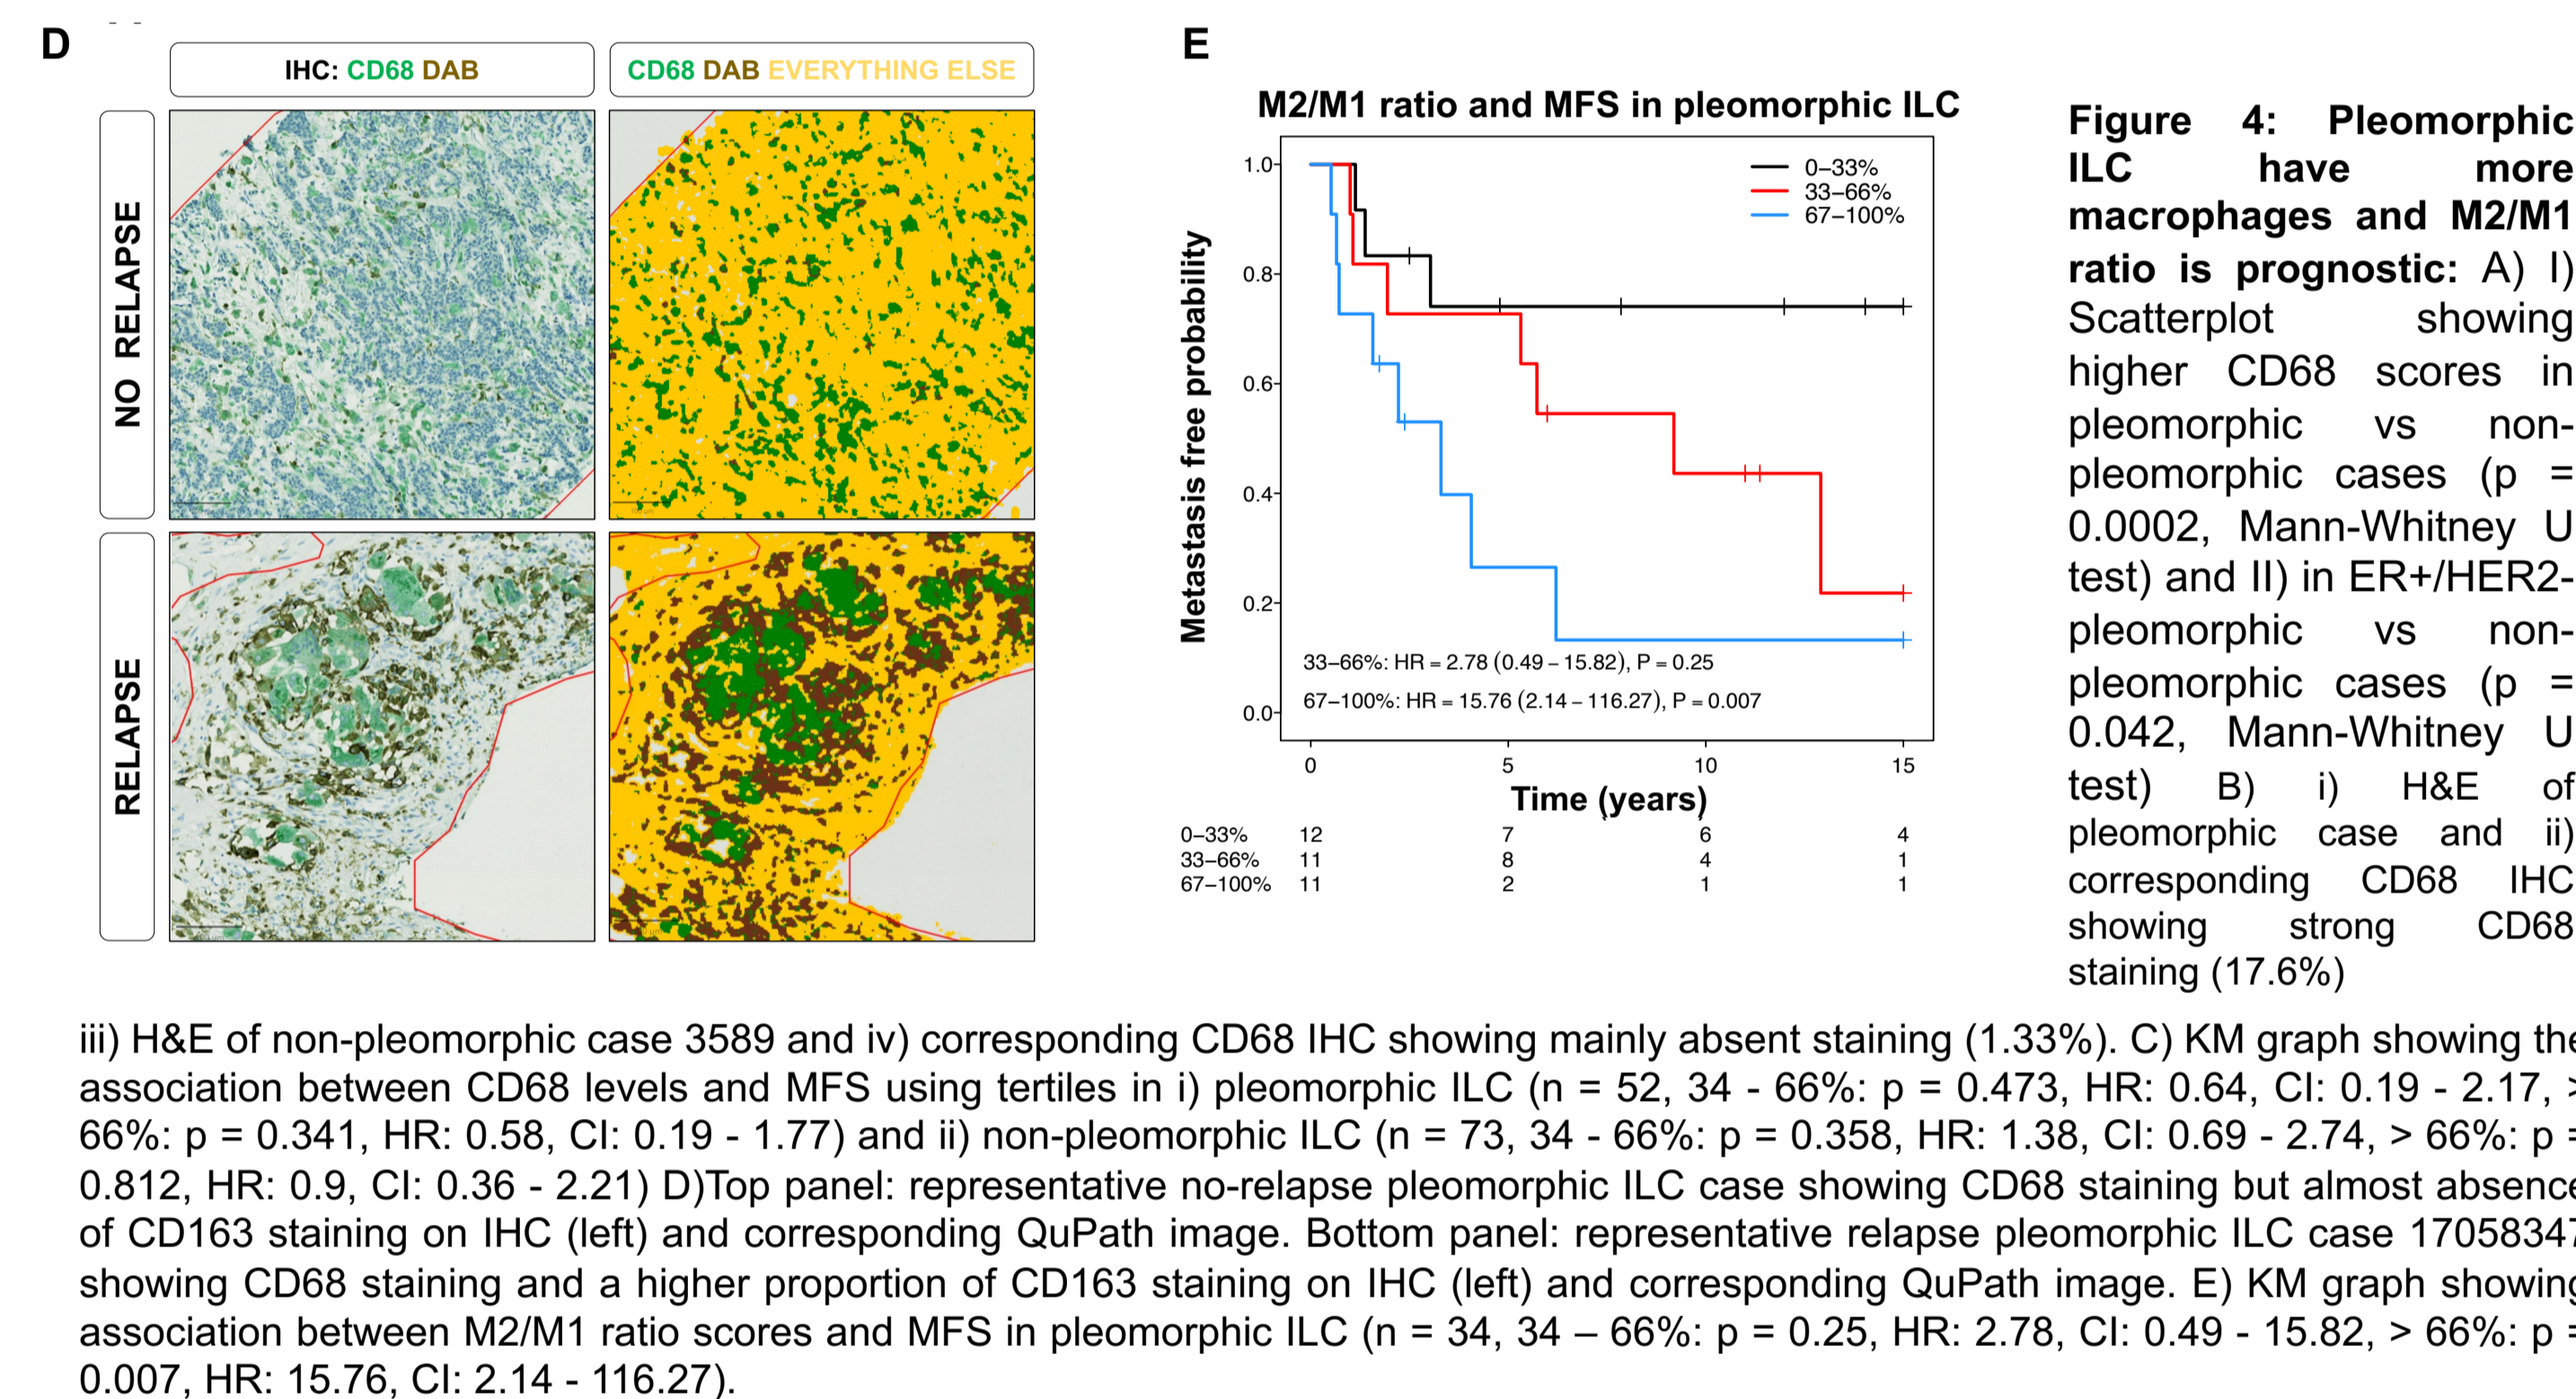 D
IHC: CD68 DAB
CD68 DAB EVERYTHING ELSE
NO RELAPSE
RELAPSE
100 µm
E
M2/M1 ratio and MFS in pleomorphic ILC
Metastasis free probability
1.0
0.8
0.6
0.4
0.2
0.0
0–33%
33–66%
67–100%
33–66%: HR = 2.78 (0.49 – 15.82), P = 0.25
67–100%: HR = 15.76 (2.14 – 116.27), P = 0.007
0 5 10 15
Time (years)
0–33% 12 7 6 4
33–66% 11 8 4 1
67–100% 11 2 1 1
Figure 4: Pleomorphic
ILC have more
macrophages and M2/M1
ratio is prognostic: A) I)
Scatterplot showing
higher CD68 scores in
pleomorphic vs non-
pleomorphic cases (p =
0.0002, Mann-Whitney U
test) and II) in ER+/HER2-
pleomorphic vs non-
pleomorphic cases (p =
0.042, Mann-Whitney U
test) B) i) H&E of
pleomorphic case and ii)
corresponding CD68 IHC
showing strong CD68
staining (17.6%)
iii) H&E of non-pleomorphic case 3589 and iv) corresponding CD68 IHC showing mainly absent staining (1.33%). C) KM graph showing the
association between CD68 levels and MFS using tertiles in i) pleomorphic ILC (n = 52, 34 - 66%: p = 0.473, HR: 0.64, CI: 0.19 - 2.17, >
66%: p = 0.341, HR: 0.58, CI: 0.19 - 1.77) and ii) non-pleomorphic ILC (n = 73, 34 - 66%: p = 0.358, HR: 1.38, CI: 0.69 - 2.74, > 66%: p =
0.812, HR: 0.9, CI: 0.36 - 2.21) D)Top panel: representative no-relapse pleomorphic ILC case showing CD68 staining but almost absence
of CD163 staining on IHC (left) and corresponding QuPath image. Bottom panel: representative relapse pleomorphic ILC case 17058347
showing CD68 staining and a higher proportion of CD163 staining on IHC (left) and corresponding QuPath image. E) KM graph showing
association between M2/M1 ratio scores and MFS in pleomorphic ILC (n = 34, 34 – 66%: p = 0.25, HR: 2.78, CI: 0.49 - 15.82, > 66%: p =
0.007, HR: 15.76, CI: 2.14 - 116.27).